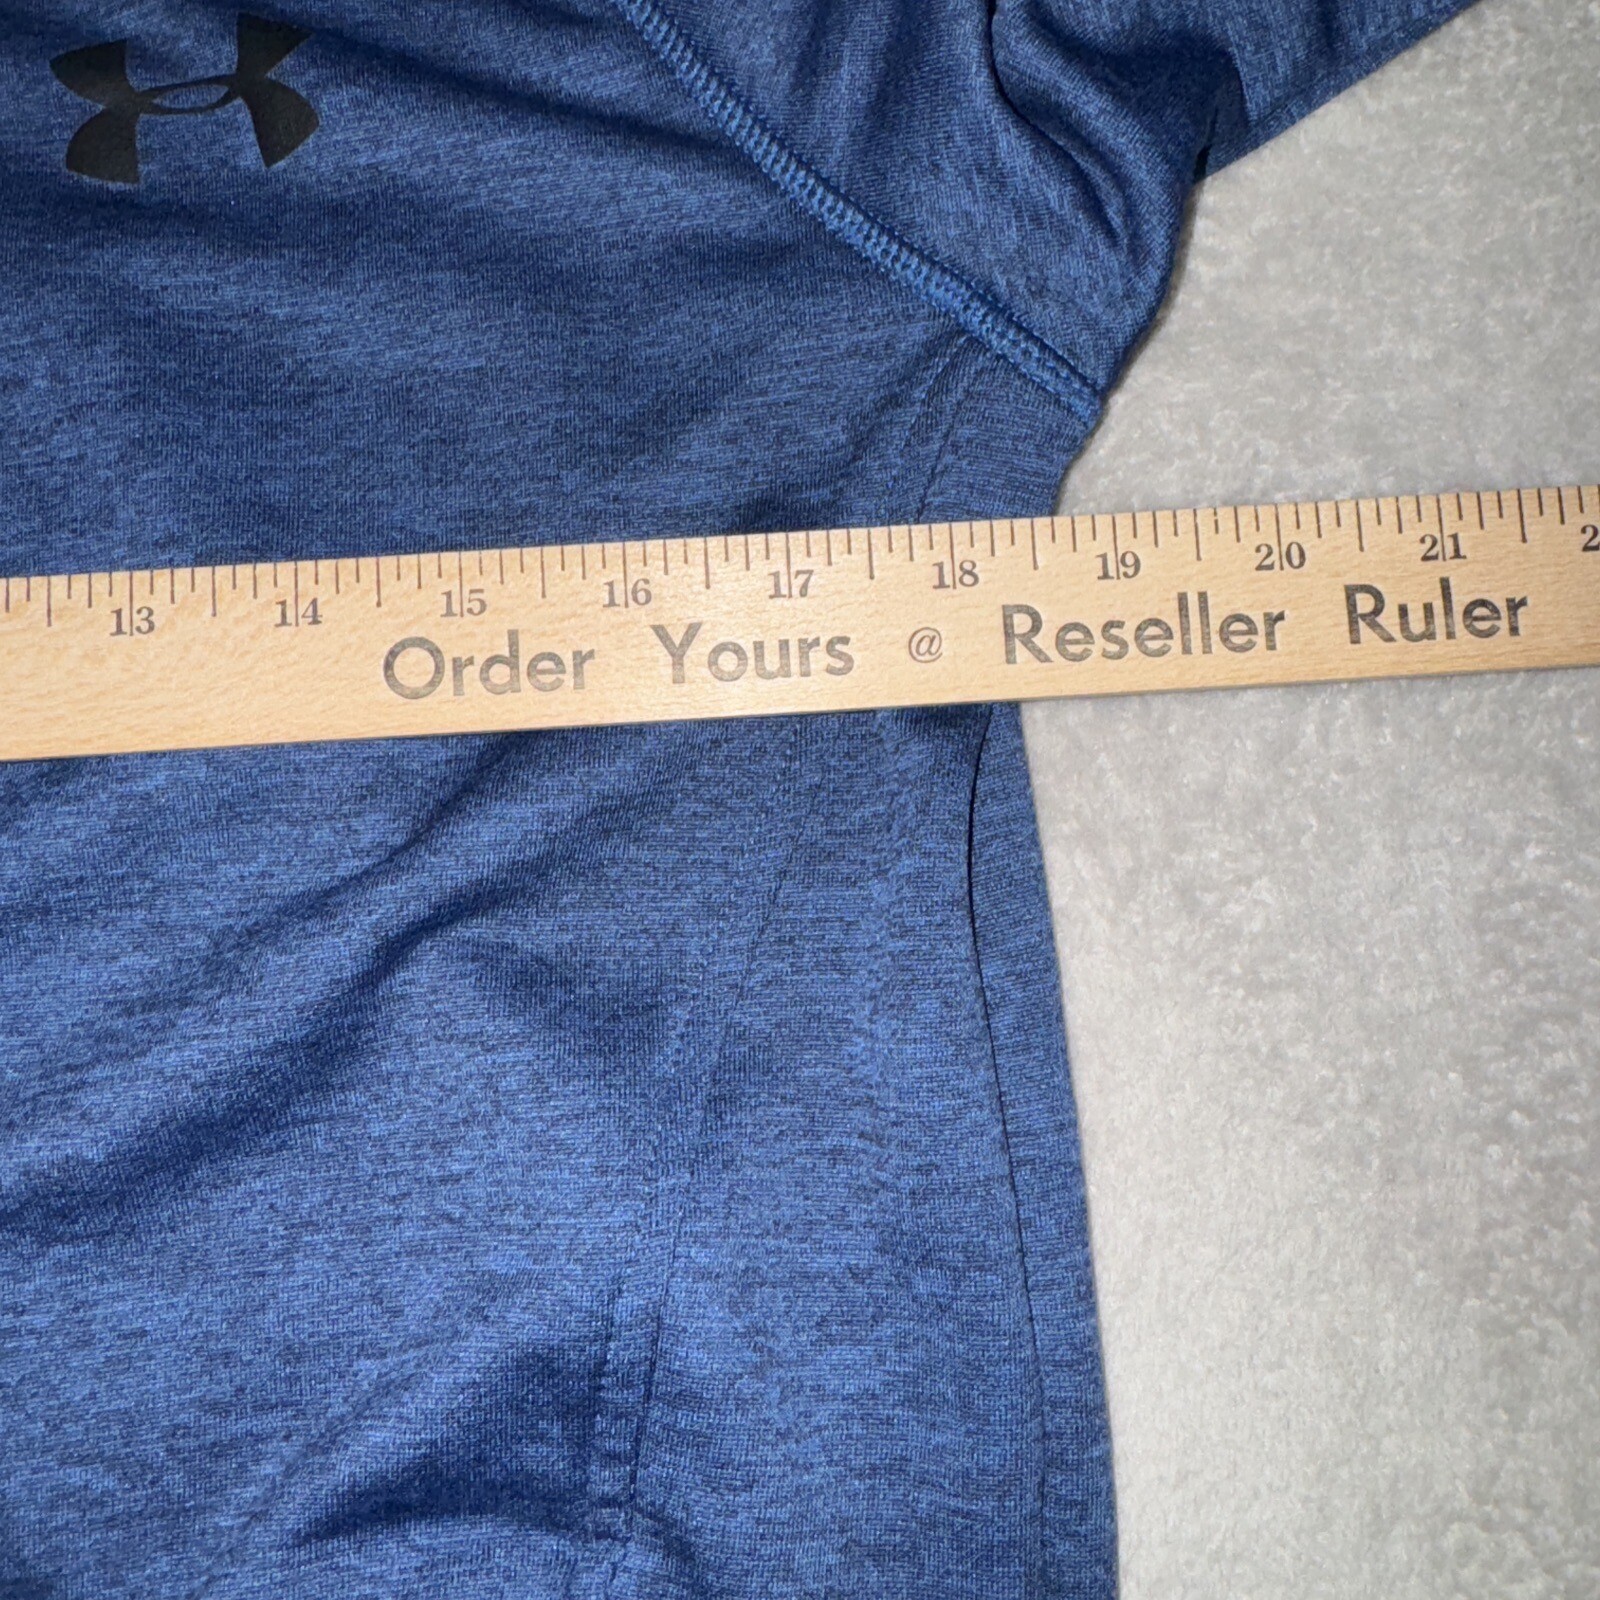 13 14 15 16 17 18 19 20 21
Order Yours @ Reseller Ruler